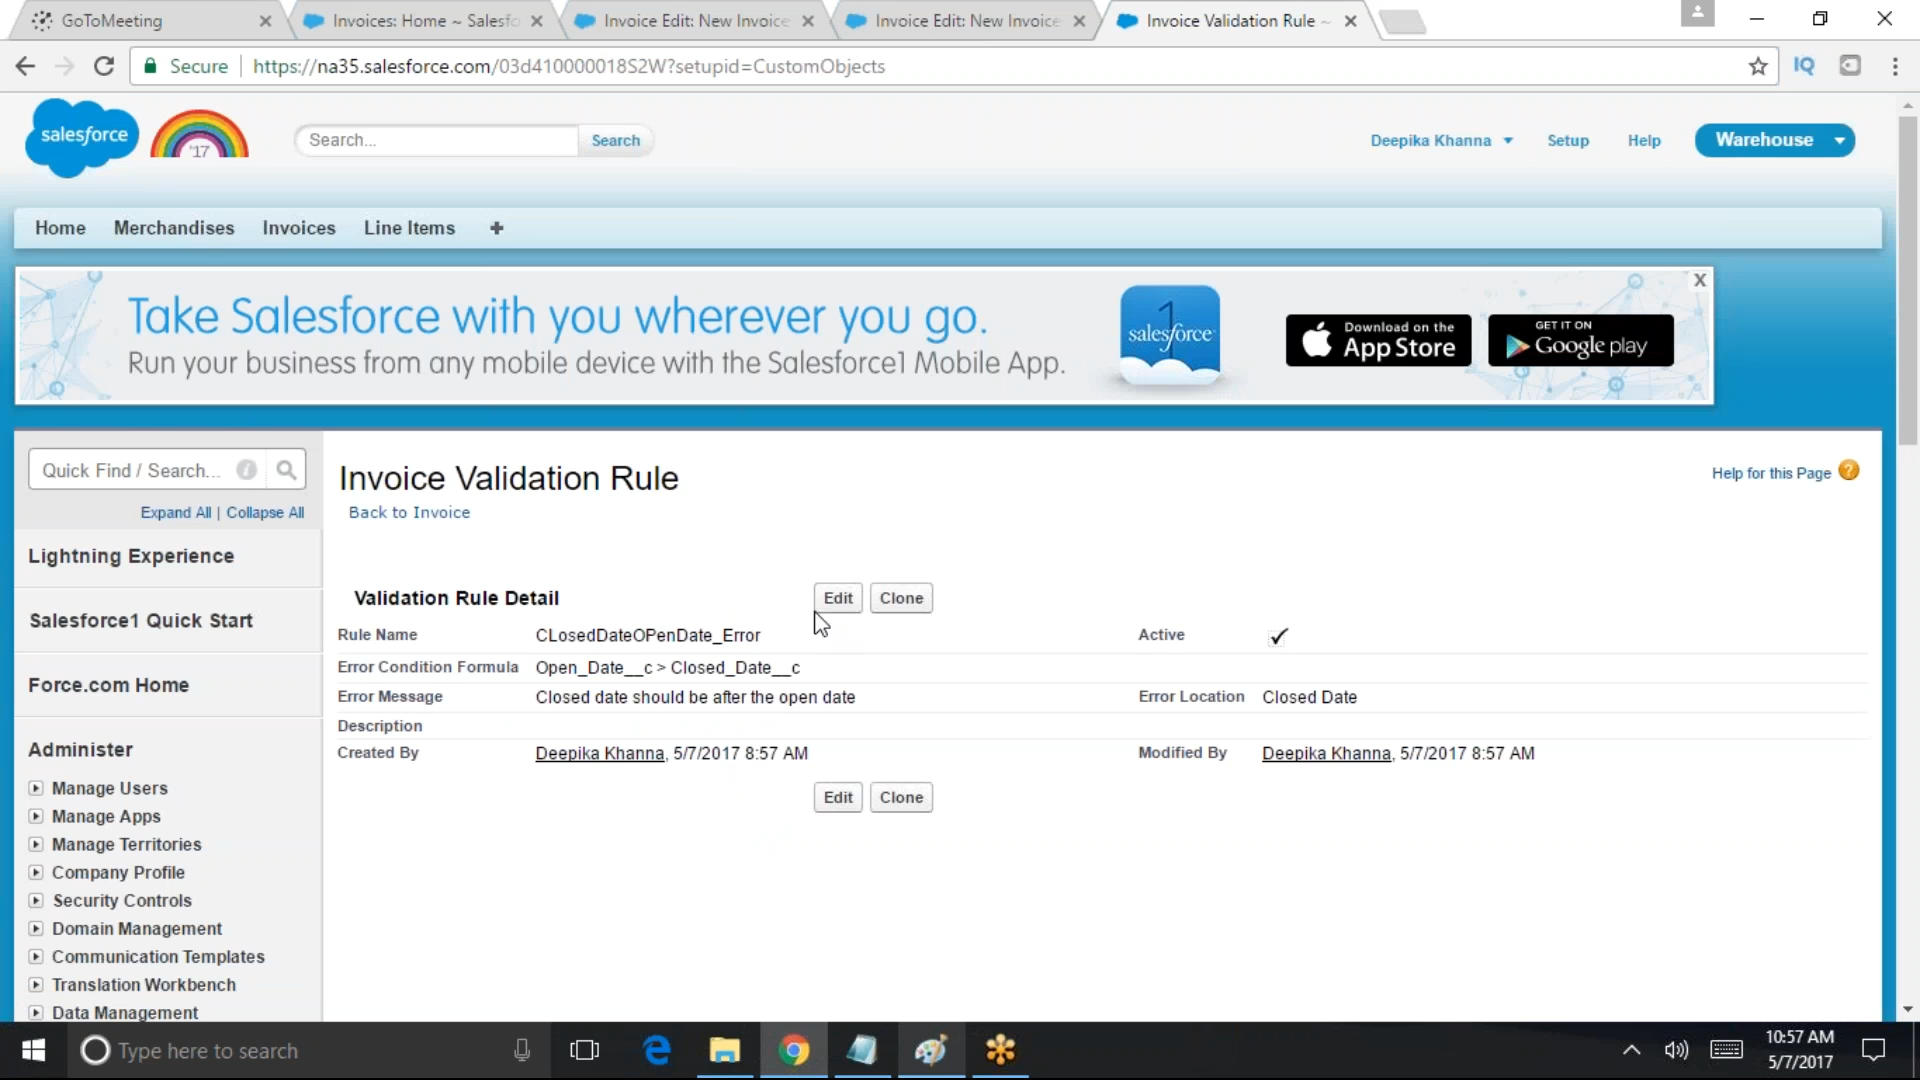 GoToMeeting
Invoices: Home ~ Salesfo
Invoice Edit: New Invoice
Invoice Edit: New Invoice
Invoice Validation Rule ~
Secure
https://na35.salesforce.com/03d410000018S2W?setupid=CustomObjects
IQ
salesforce
'17
Search...
Search
Deepika Khanna
Setup
Help
Warehouse
Home
Merchandises
Invoices
Line Items
+
Take Salesforce with you wherever you go.
Run your business from any mobile device with the Salesforce1 Mobile App.
1
salesforce
Download on the
App Store
GET IT ON
Google play
X
Quick Find / Search...
Expand All | Collapse All
Lightning Experience
Salesforce1 Quick Start
Force.com Home
Administer
Manage Users
Manage Apps
Manage Territories
Company Profile
Security Controls
Domain Management
Communication Templates
Translation Workbench
Data Management
Invoice Validation Rule
Back to Invoice
Help for this Page ?
Validation Rule Detail
Edit
Clone
Rule Name CLosedDateOPenDate_Error Active
Error Condition Formula Open_Date__c > Closed_Date__c
Error Message Closed date should be after the open date Error Location Closed Date
Description
Created By Deepika Khanna, 5/7/2017 8:57 AM Modified By Deepika Khanna, 5/7/2017 8:57 AM
Edit
Clone
Type here to search
10:57 AM
5/7/2017